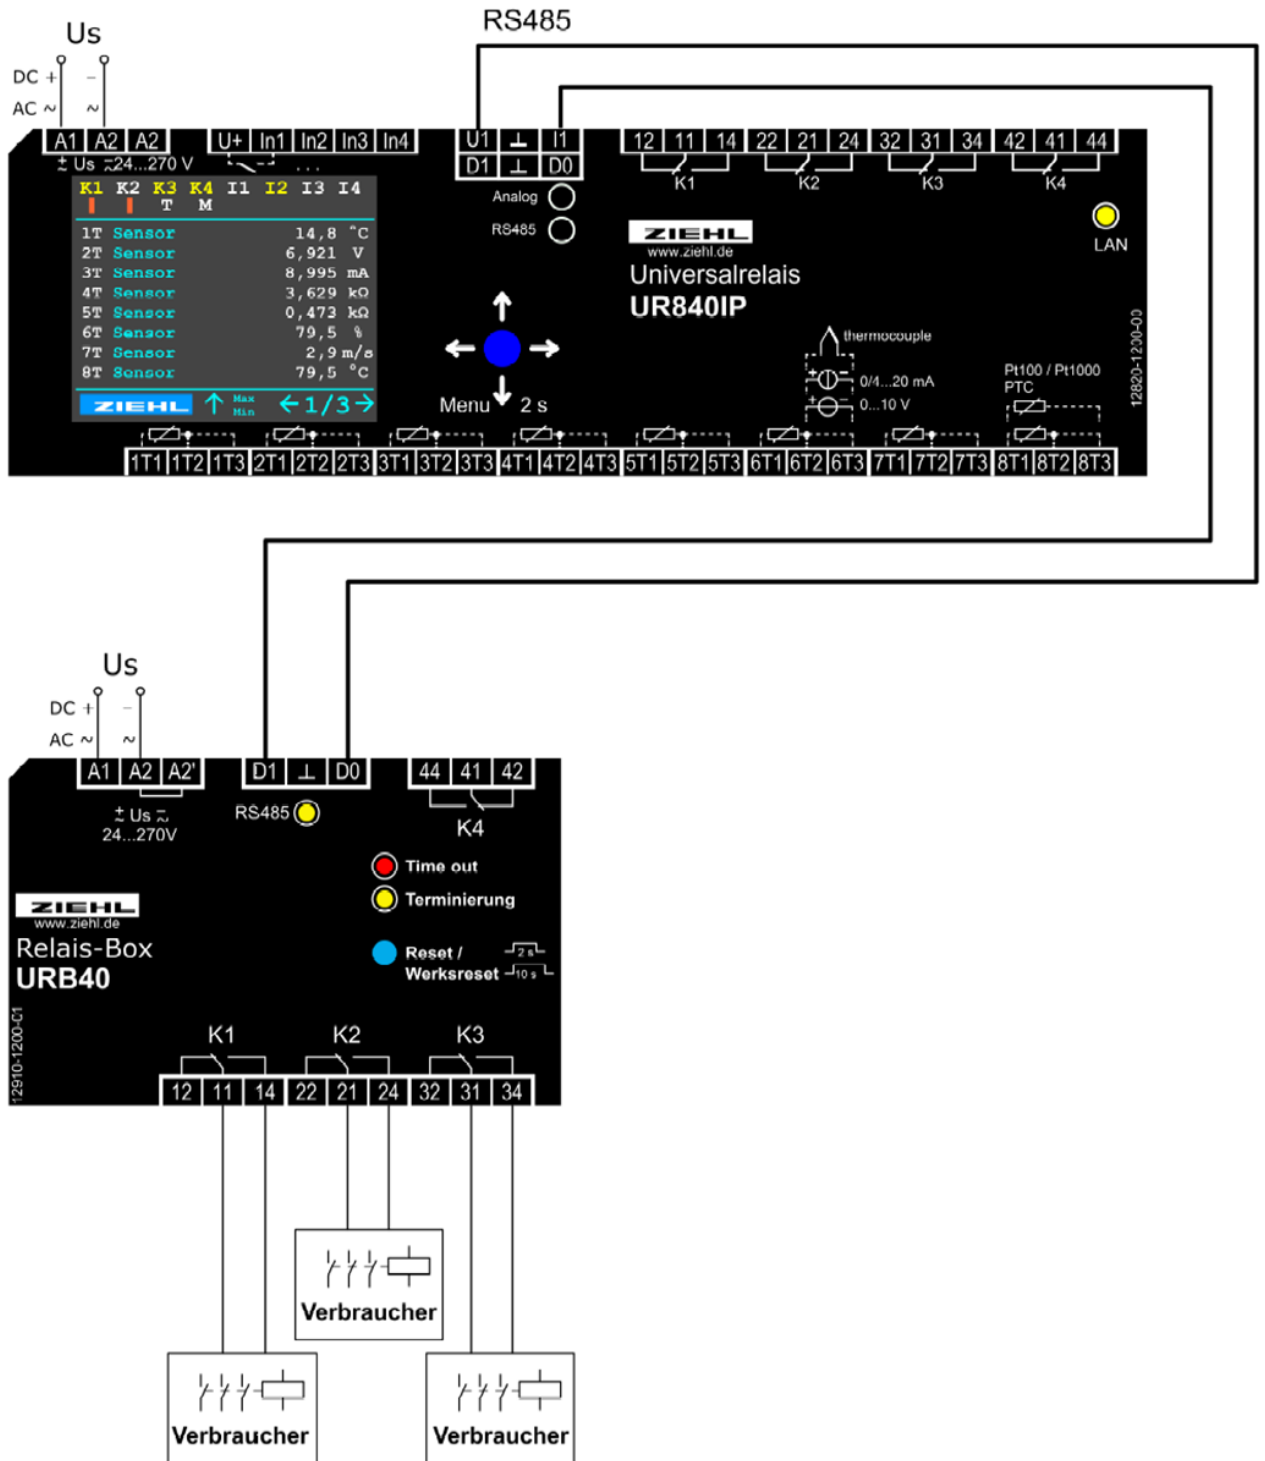 RS485
Us
DC + –
AC ~ ~
A1 A2 A2 U+ In1 In2 In3 In4 U1 ⊥ I1 12 11 14 22 21 24 32 31 34 42 41 44
± Us 24...270 V ... D1 ⊥ D0 K1 K2 K3 K4
K1 K2 K3 K4 I1 I2 I3 I4
T M
1T Sensor 14,8 °C
2T Sensor 6,921 V
3T Sensor 8,995 mA
4T Sensor 3,629 kΩ
5T Sensor 0,473 kΩ
6T Sensor 79,5 %
7T Sensor 2,9 m/s
8T Sensor 79,5 °C
ZIEHL ↑ Max
Min ←1/3→
Analog
RS485
Menu 2 s
ZIEHL
www.ziehl.de
Universalrelais
UR840IP
LAN
thermocouple
+ – 0/4...20 mA
+ – 0...10 V
Pt100 / Pt1000
PTC
12820-1200-00
1T1 1T2 1T3 2T1 2T2 2T3 3T1 3T2 3T3 4T1 4T2 4T3 5T1 5T2 5T3 6T1 6T2 6T3 7T1 7T2 7T3 8T1 8T2 8T3
Us
DC + –
AC ~ ~
A1 A2 A2' D1 ⊥ D0 44 41 42
± Us
24...270V
RS485
K4
Time out
Terminierung
Reset / 2 s
Werksreset 10 s
ZIEHL
www.ziehl.de
Relais-Box
URB40
12910-1200-01
K1 K2 K3
12 11 14 22 21 24 32 31 34
Verbraucher
Verbraucher Verbraucher